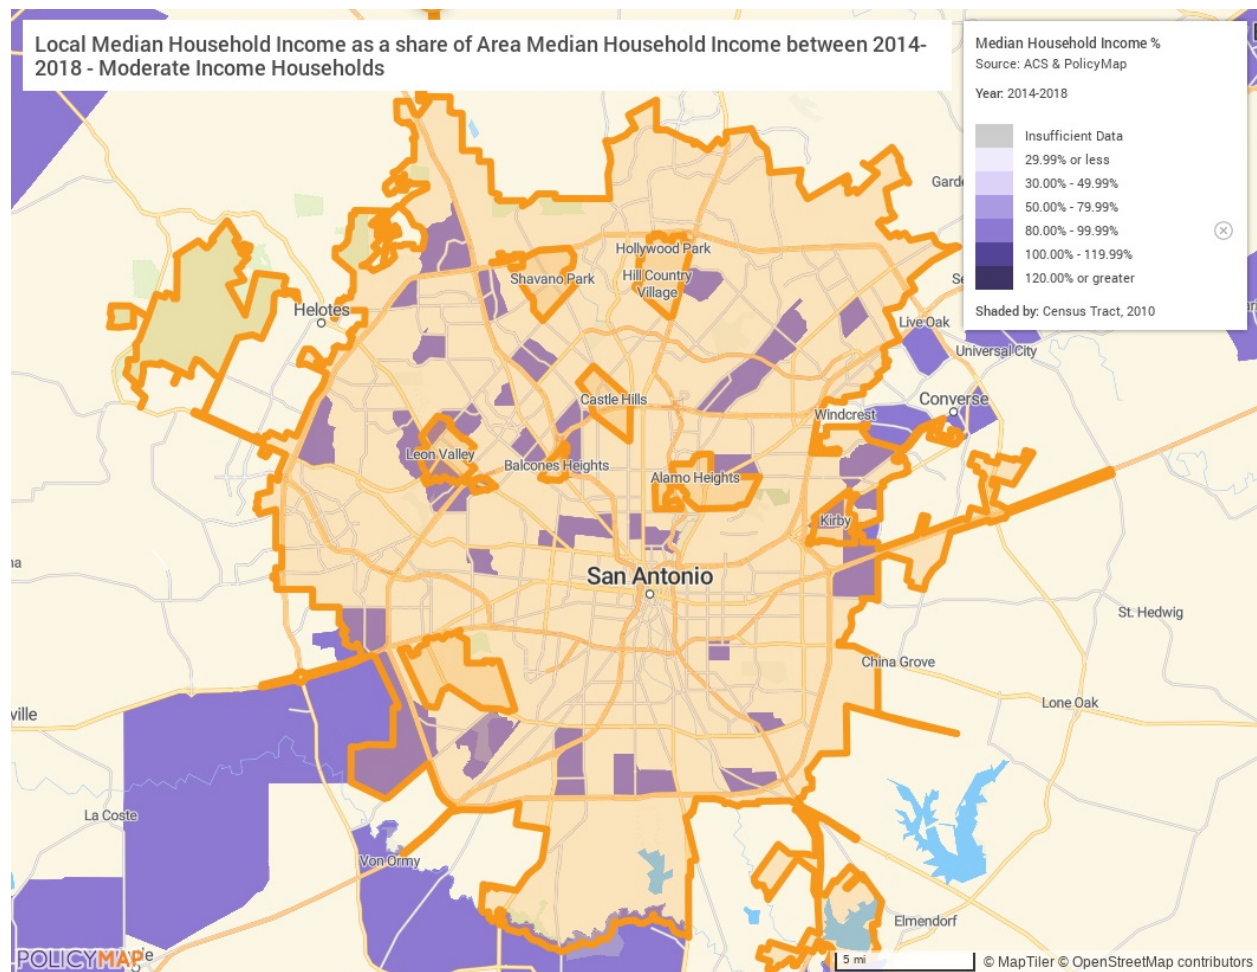 Local Median Household Income as a share of Area Median Household Income between 2014-
2018 - Moderate Income Households
Median Household Income %
Source: ACS & PolicyMap
Year: 2014-2018
Insufficient Data
29.99% or less
30.00% - 49.99%
50.00% - 79.99%
80.00% - 99.99%
100.00% - 119.99%
120.00% or greater
Shaded by: Census Tract, 2010
Hollywood Park
Shavano Park
Hill Country
Village
Helotes
Live Oak
Universal City
Castle Hills
Converse
Windcrest
Leon Valley
Balcones Heights
Alamo Heights
Kirby
San Antonio
St. Hedwig
China Grove
Lone Oak
ville
La Coste
Von Ormy
Elmendorf
POLICYMAP
5 mi
© MapTiler © OpenStreetMap contributors